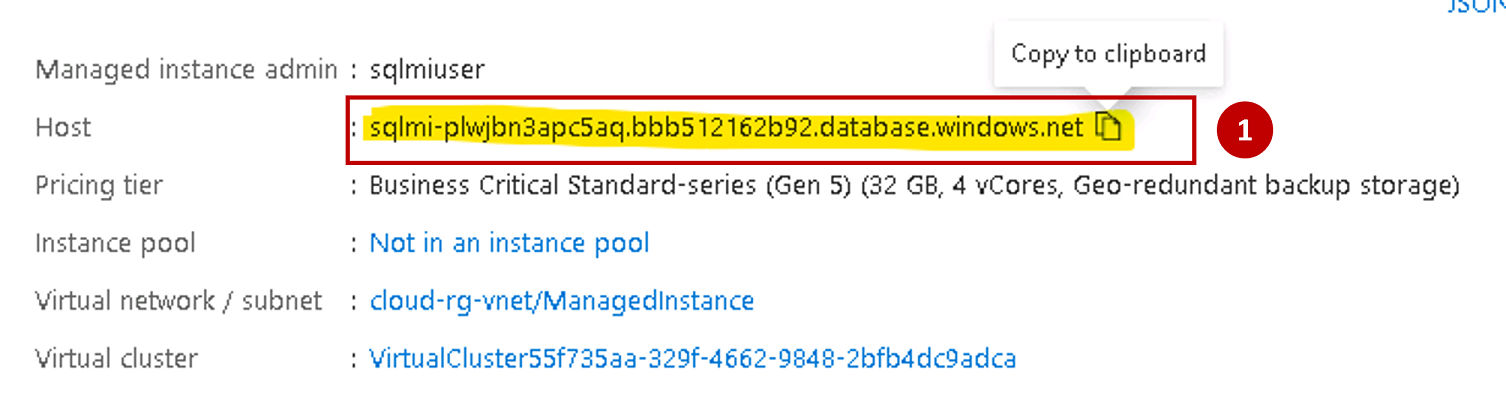 JSON
Copy to clipboard
Managed instance admin : sqlmiuser
Host : sqlmi-plwjbn3apc5aq.bbb512162b92.database.windows.net 1
Pricing tier : Business Critical Standard-series (Gen 5) (32 GB, 4 vCores, Geo-redundant backup storage)
Instance pool : Not in an instance pool
Virtual network / subnet : cloud-rg-vnet/ManagedInstance
Virtual cluster : VirtualCluster55f735aa-329f-4662-9848-2bfb4dc9adca